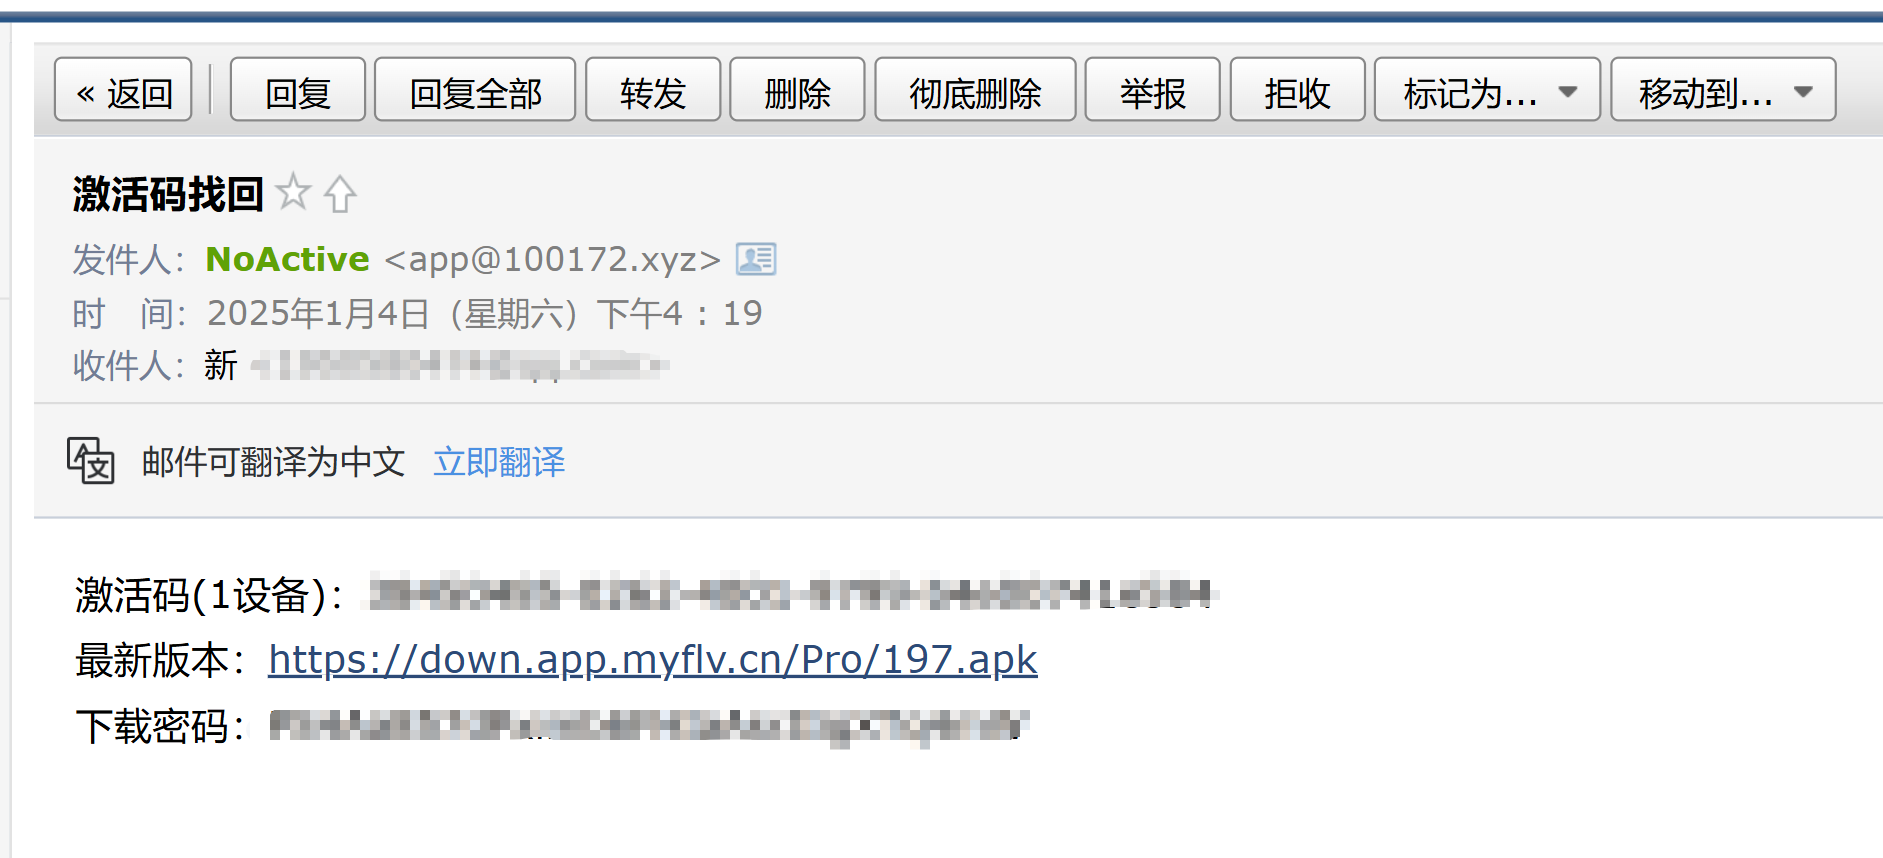 « 返回 回复 回复全部 转发 删除 彻底删除 举报 拒收 标记为... 移动到...
激活码找回
发件人：NoActive <app@100172.xyz>
时 间：2025年1月4日（星期六）下午4：19
收件人：新
邮件可翻译为中文 立即翻译
激活码(1设备)：
最新版本：https://down.app.myflv.cn/Pro/197.apk
下载密码：